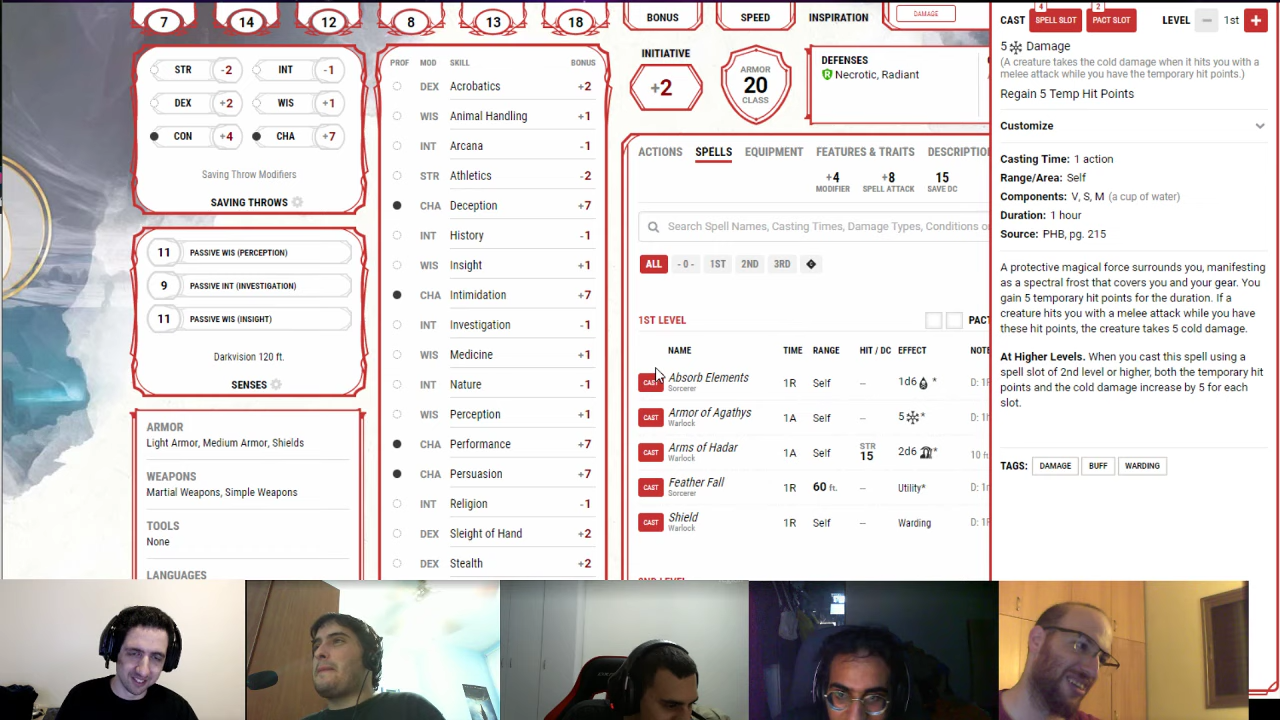 7 14 12 8 13 18
BONUS SPEED INSPIRATION DAMAGE
STR -2 INT -1
DEX +2 WIS +1
CON +4 CHA +7
Saving Throw Modifiers
SAVING THROWS
11 PASSIVE WIS (PERCEPTION)
9 PASSIVE INT (INVESTIGATION)
11 PASSIVE WIS (INSIGHT)
Darkvision 120 ft.
SENSES
ARMOR
Light Armor, Medium Armor, Shields
WEAPONS
Martial Weapons, Simple Weapons
TOOLS
None
LANGUAGES
PROF MOD SKILL BONUS
DEX Acrobatics +2
WIS Animal Handling +1
INT Arcana -1
STR Athletics -2
CHA Deception +7
INT History -1
WIS Insight +1
CHA Intimidation +7
INT Investigation -1
WIS Medicine +1
INT Nature -1
WIS Perception +1
CHA Performance +7
CHA Persuasion +7
INT Religion -1
DEX Sleight of Hand +2
DEX Stealth +2
INITIATIVE
+2
ARMOR
20
CLASS
DEFENSES
Necrotic, Radiant
ACTIONS SPELLS EQUIPMENT FEATURES & TRAITS DESCRIPTIO
+4 +8 15
MODIFIER SPELL ATTACK SAVE DC
Search Spell Names, Casting Times, Damage Types, Conditions o
ALL - 0 - 1ST 2ND 3RD
1ST LEVEL PACT
NAME TIME RANGE HIT / DC EFFECT NOTE
CAST Absorb Elements 1R Self -- 1d6 * D: 1R
Sorcerer
CAST Armor of Agathys 1A Self -- 5 * D: 1h
Warlock
CAST Arms of Hadar 1A Self STR 15 2d6 * 10 ft
Warlock
CAST Feather Fall 1R 60 ft. -- Utility* D: 1m
Sorcerer
CAST Shield 1R Self -- Warding D: 1R
Warlock
CAST 4 SPELL SLOT 2 PACT SLOT LEVEL − 1st +
5 Damage
(A creature takes the cold damage when it hits you with a
melee attack while you have the temporary hit points.)
Regain 5 Temp Hit Points
Customize
Casting Time: 1 action
Range/Area: Self
Components: V, S, M (a cup of water)
Duration: 1 hour
Source: PHB, pg. 215
A protective magical force surrounds you, manifesting
as a spectral frost that covers you and your gear. You
gain 5 temporary hit points for the duration. If a
creature hits you with a melee attack while you have
these hit points, the creature takes 5 cold damage.
At Higher Levels. When you cast this spell using a
spell slot of 2nd level or higher, both the temporary hit
points and the cold damage increase by 5 for each
slot.
TAGS: DAMAGE BUFF WARDING